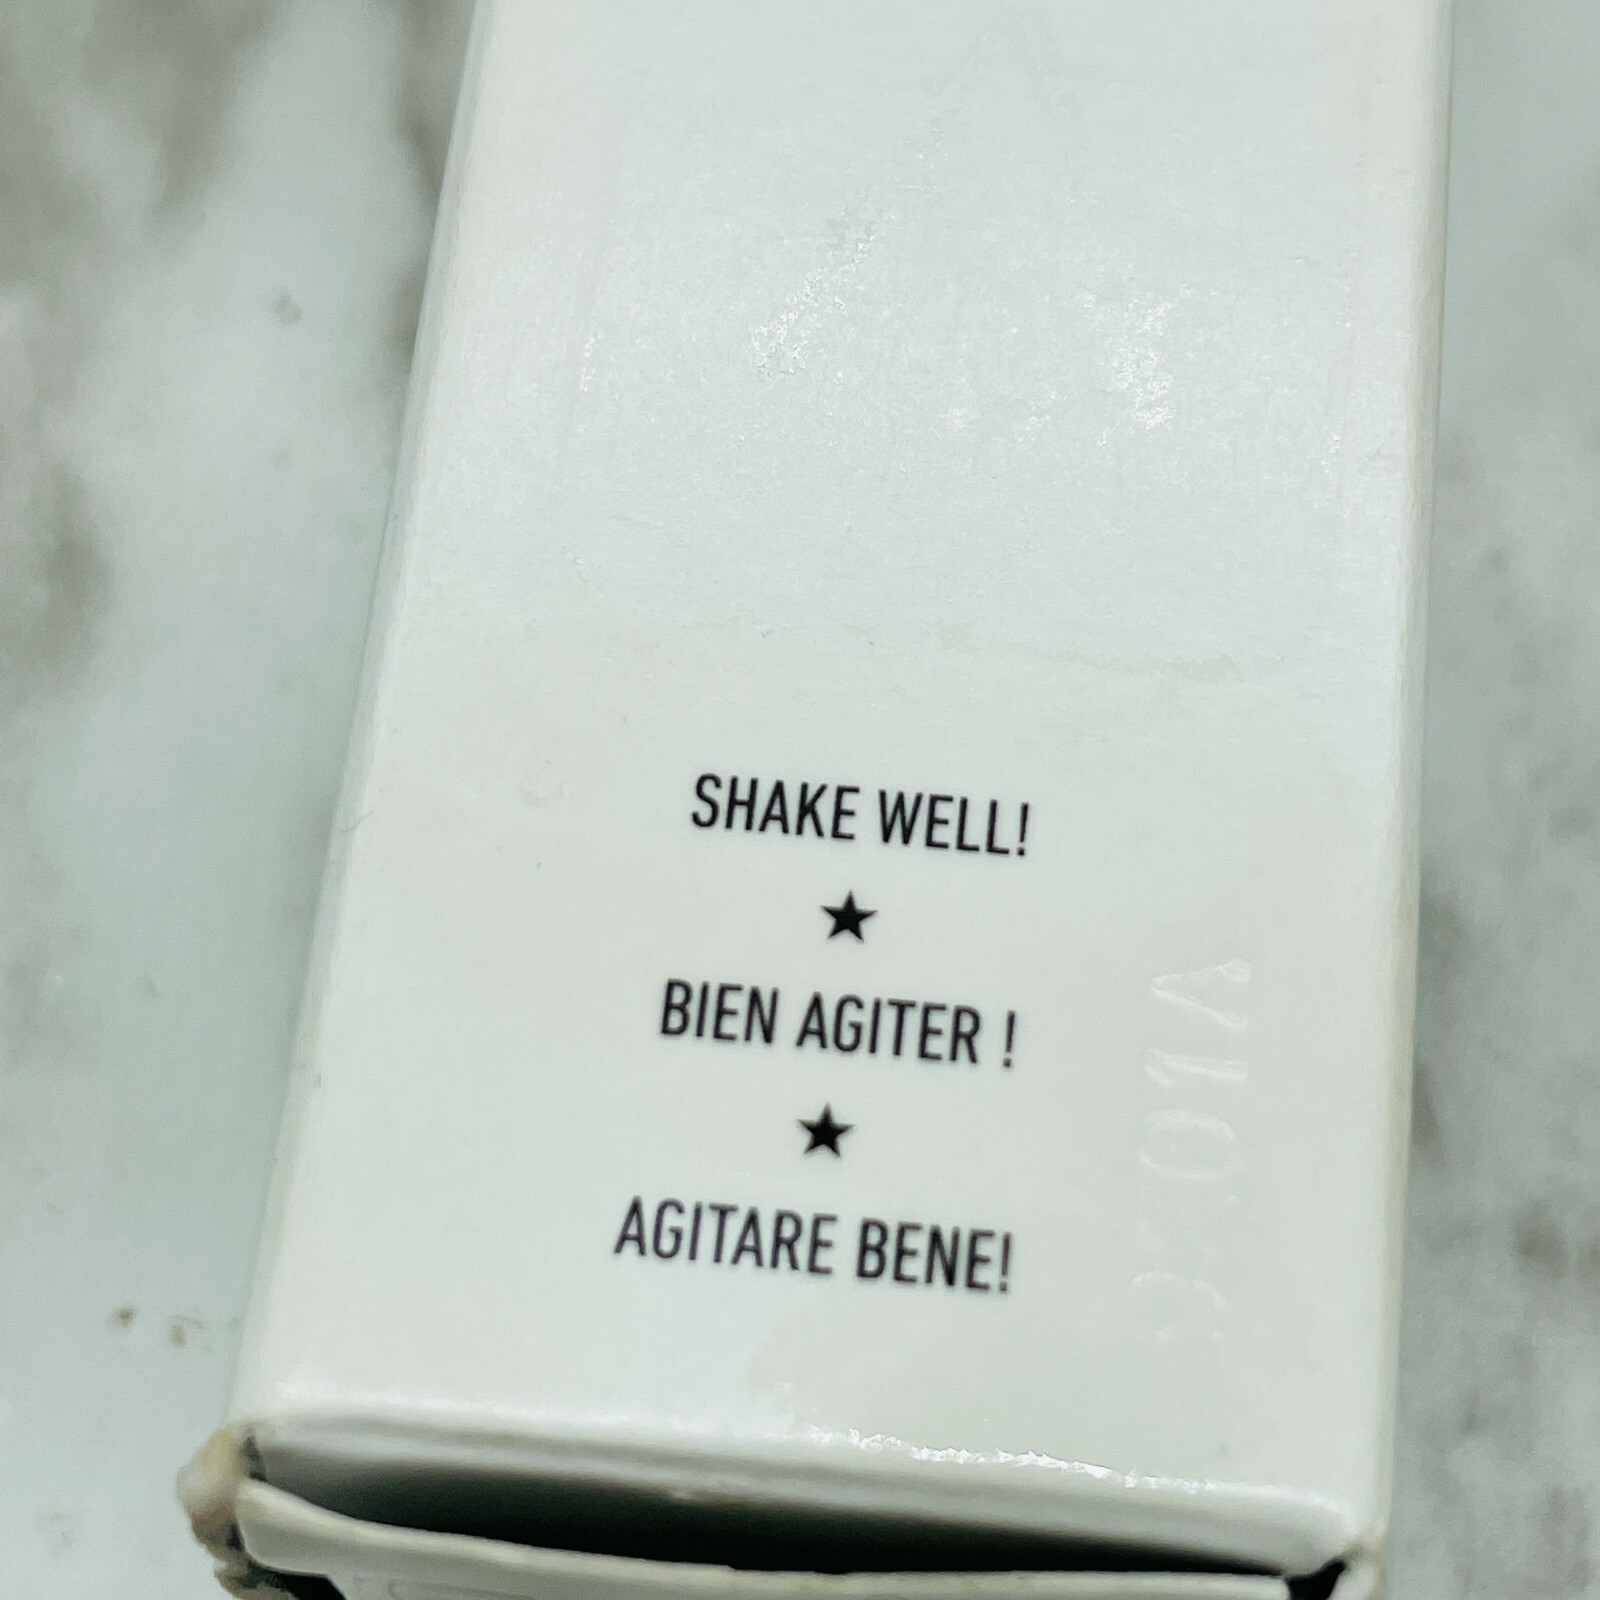 SHAKE WELL!
★
BIEN AGITER !
★
AGITARE BENE!